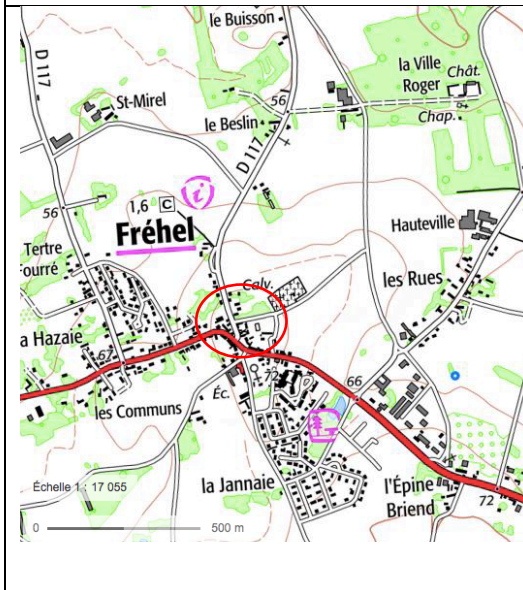 le Buisson
D 117
la Ville
Roger
Chât.
St-Mirel
56
le Beslin
Chap.
D 117
1,6 C
i
56
Fréhel
Hauteville
Tertre
ourré
Calv.
les Rues
a Hazaie
67
72
66
les Communs
Éc.
Échelle 1 : 17 055
la Jannaie
l'Épine
Briend
72
0 500 m